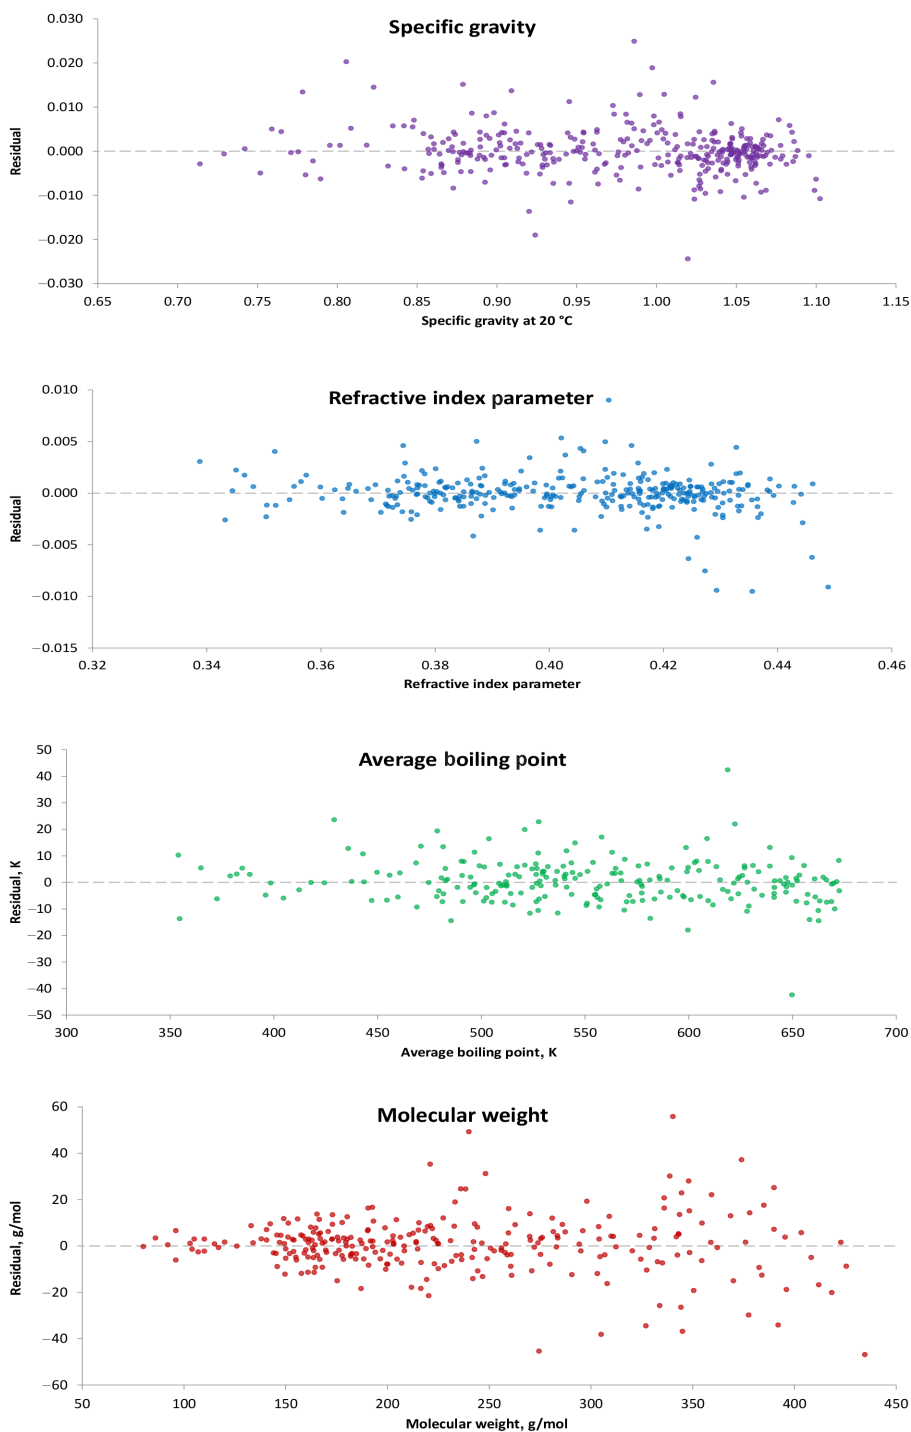 Specific gravity
0.030
0.020
0.010
0.000
−0.010
−0.020
−0.030
Residual
0.65 0.70 0.75 0.80 0.85 0.90 0.95 1.00 1.05 1.10 1.15
Specific gravity at 20 °C
Refractive index parameter
0.010
0.005
0.000
−0.005
−0.010
−0.015
Residual
0.32 0.34 0.36 0.38 0.40 0.42 0.44 0.46
Refractive index parameter
Average boiling point
50
40
30
20
10
0
−10
−20
−30
−40
−50
Residual, K
300 350 400 450 500 550 600 650 700
Average boiling point, K
Molecular weight
60
40
20
0
−20
−40
−60
Residual, g/mol
50 100 150 200 250 300 350 400 450
Molecular weight, g/mol